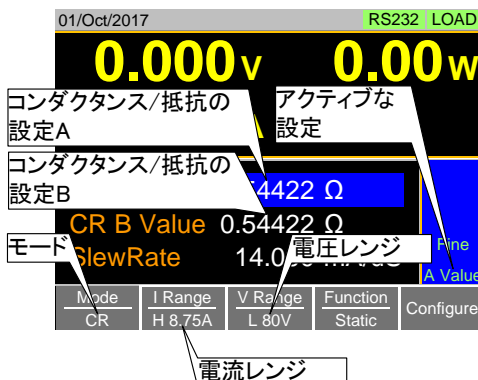 01/Oct/2017 RS232 LOAD
0.000 V 0.00 W
コンダクタンス/抵抗の
設定A
アクティブな
設定
コンダクタンス/抵抗の
設定B
54422 Ω
CR B Value 0.54422 Ω
モード
電圧レンジ
SlewRate 14.0
Fine
A Value
Mode I Range V Range Function Configure
CR H 8.75A L 80V Static
電流レンジ